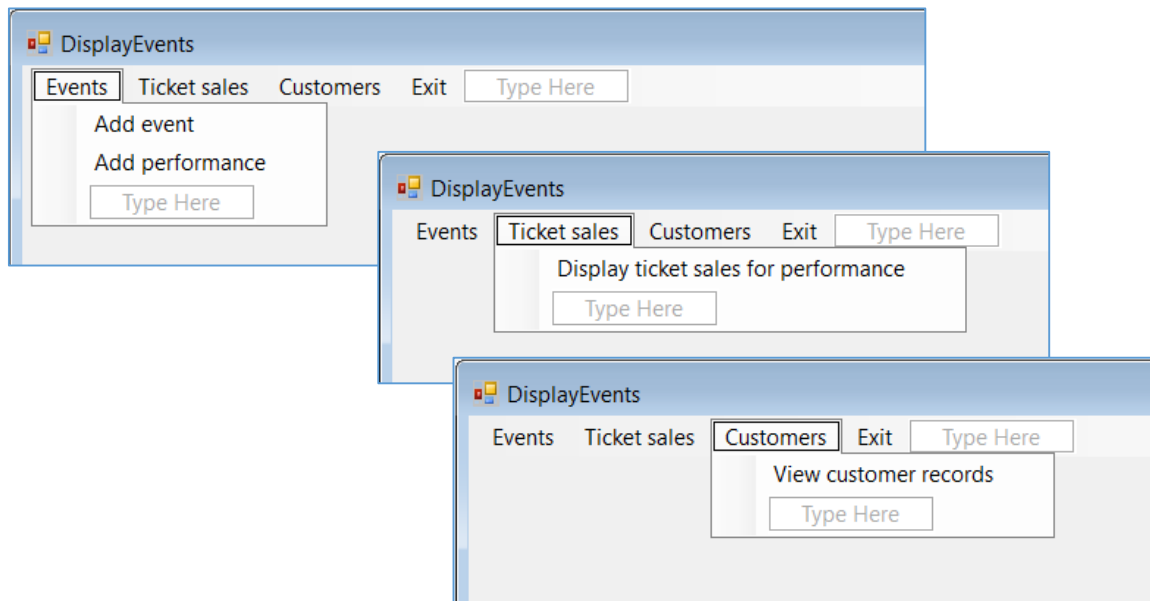 DisplayEvents
Events Ticket sales Customers Exit Type Here
Add event
Add performance
Type Here
DisplayEvents
Events Ticket sales Customers Exit Type Here
Display ticket sales for performance
Type Here
DisplayEvents
Events Ticket sales Customers Exit Type Here
View customer records
Type Here